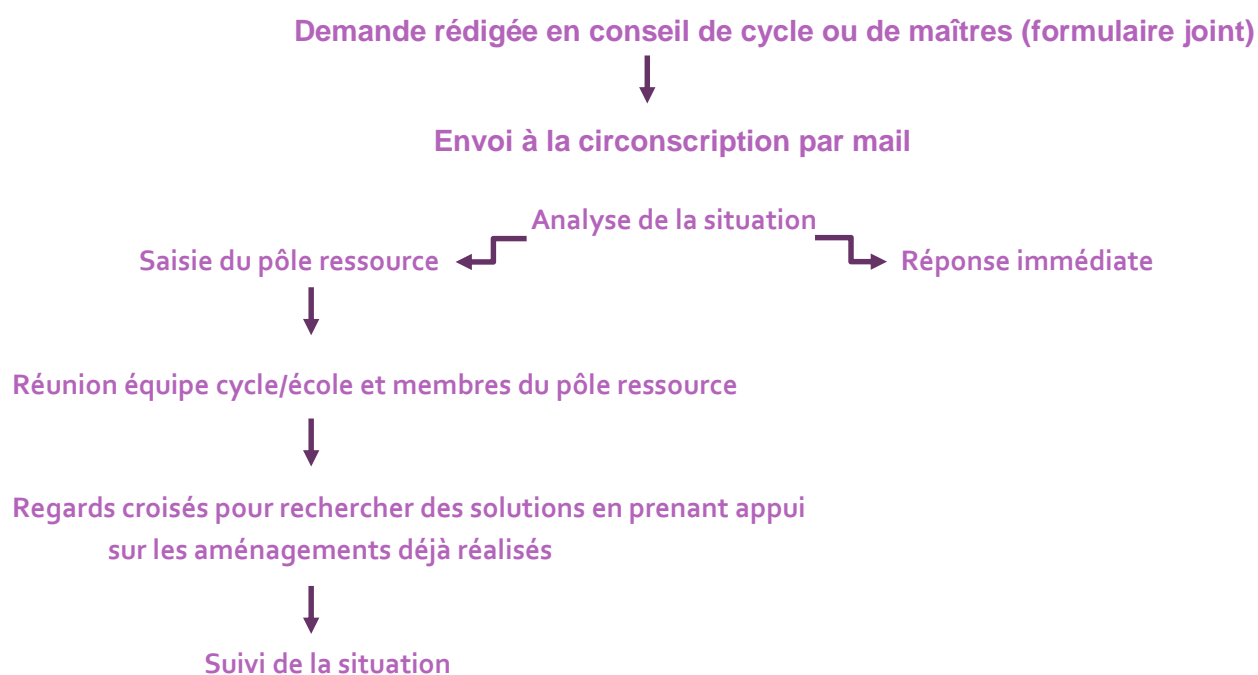 Demande rédigée en conseil de cycle ou de maîtres (formulaire joint)
Envoi à la circonscription par mail
Analyse de la situation
Saisie du pôle ressource
Réponse immédiate
Réunion équipe cycle/école et membres du pôle ressource
Regards croisés pour rechercher des solutions en prenant appui
sur les aménagements déjà réalisés
Suivi de la situation